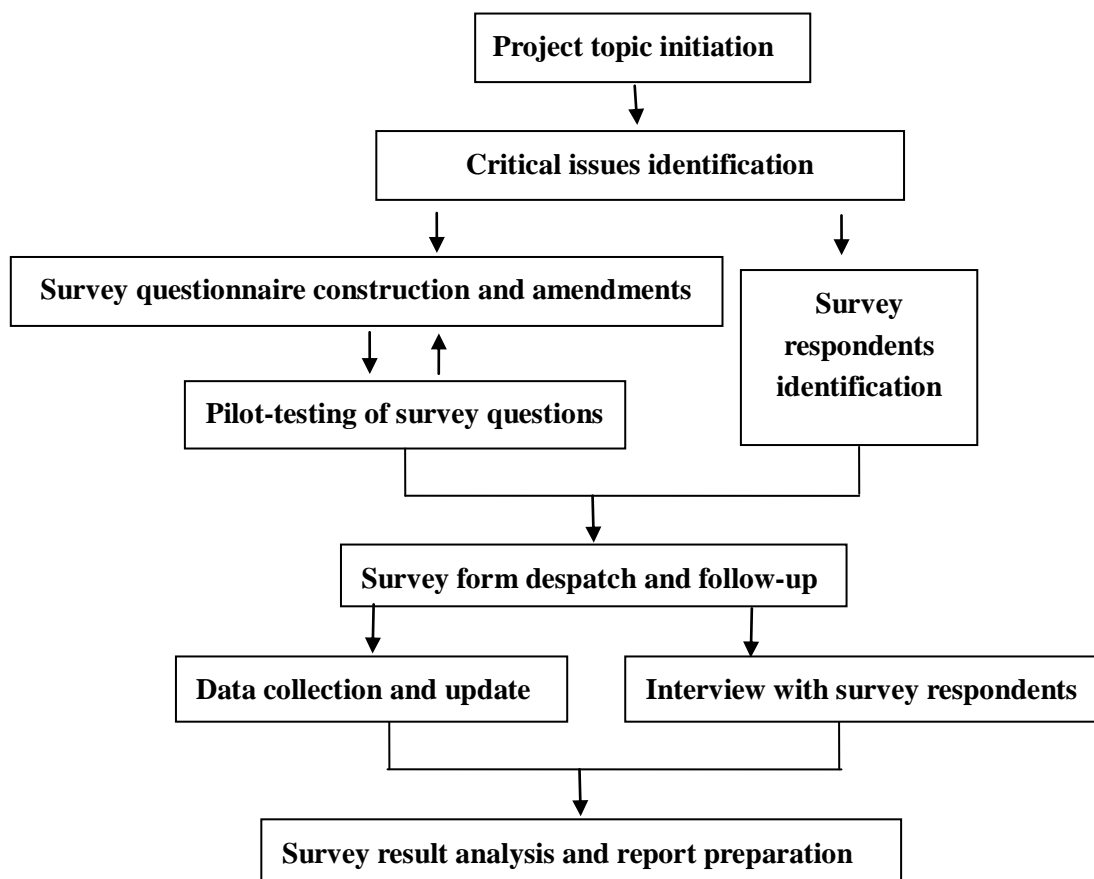 Project topic initiation
Critical issues identification
Survey questionnaire construction and amendments
Survey
respondents
identification
Pilot-testing of survey questions
Survey form despatch and follow-up
Data collection and update
Interview with survey respondents
Survey result analysis and report preparation